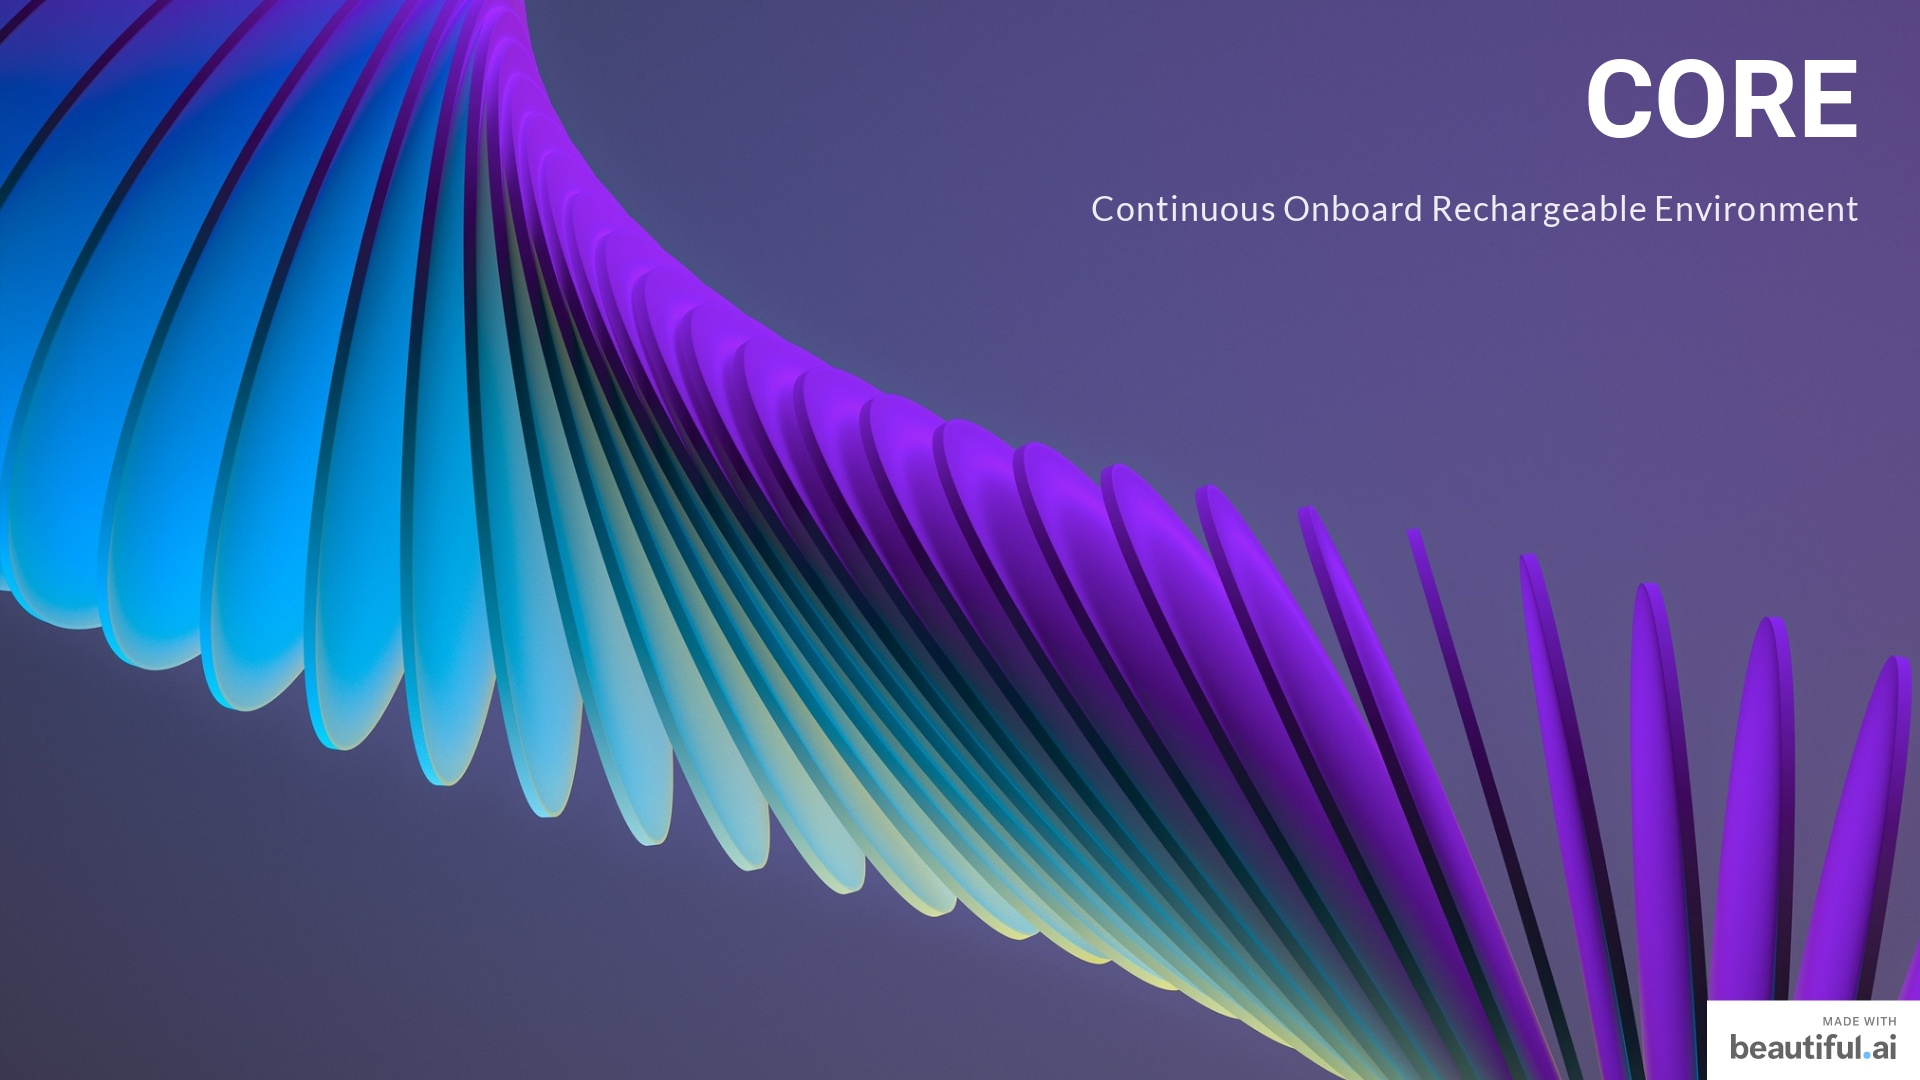 CORE
Continuous Onboard Rechargeable Environment
MADE WITH
beautiful.ai